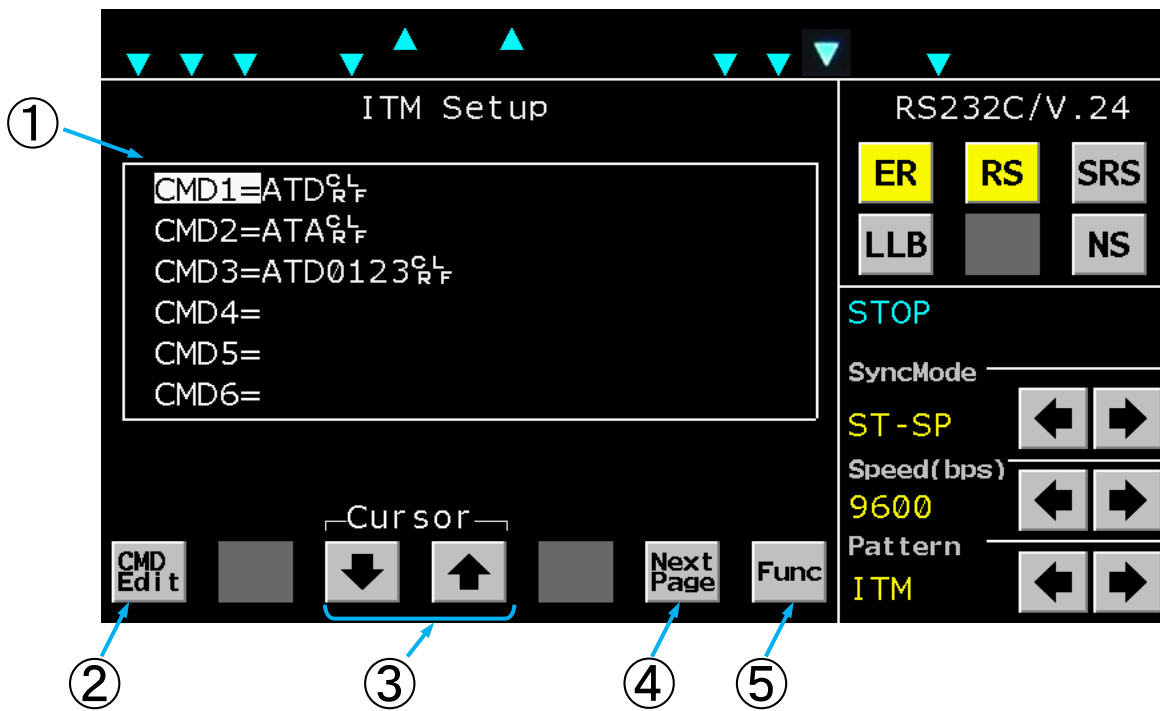 ITM Setup
①
CMD1=ATD␍␊
CMD2=ATA␍␊
CMD3=ATD0123␍␊
CMD4=
CMD5=
CMD6=
Cursor
CMD Edit
Next Page
Func
②
③
④
⑤
RS232C/V.24
ER
RS
SRS
LLB
NS
STOP
SyncMode
ST-SP
Speed(bps)
9600
Pattern
ITM